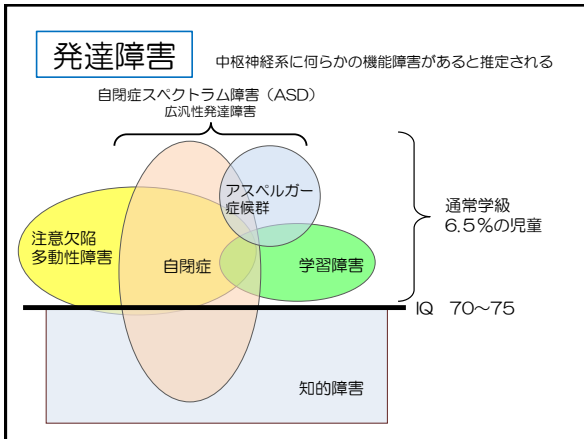 発達障害
中枢神経系に何らかの機能障害があると推定される
自閉症スペクトラム障害（ASD）
広汎性発達障害
アスペルガー
症候群
通常学級
6.5％の児童
注意欠陥
多動性障害
自閉症
学習障害
IQ　70～75
知的障害